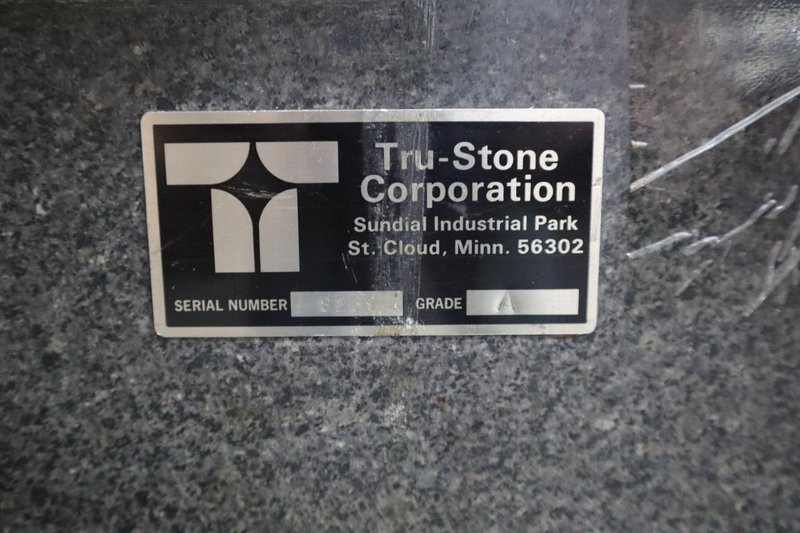 Tru-Stone
Corporation
Sundial Industrial Park
St. Cloud, Minn. 56302
SERIAL NUMBER
GRADE A